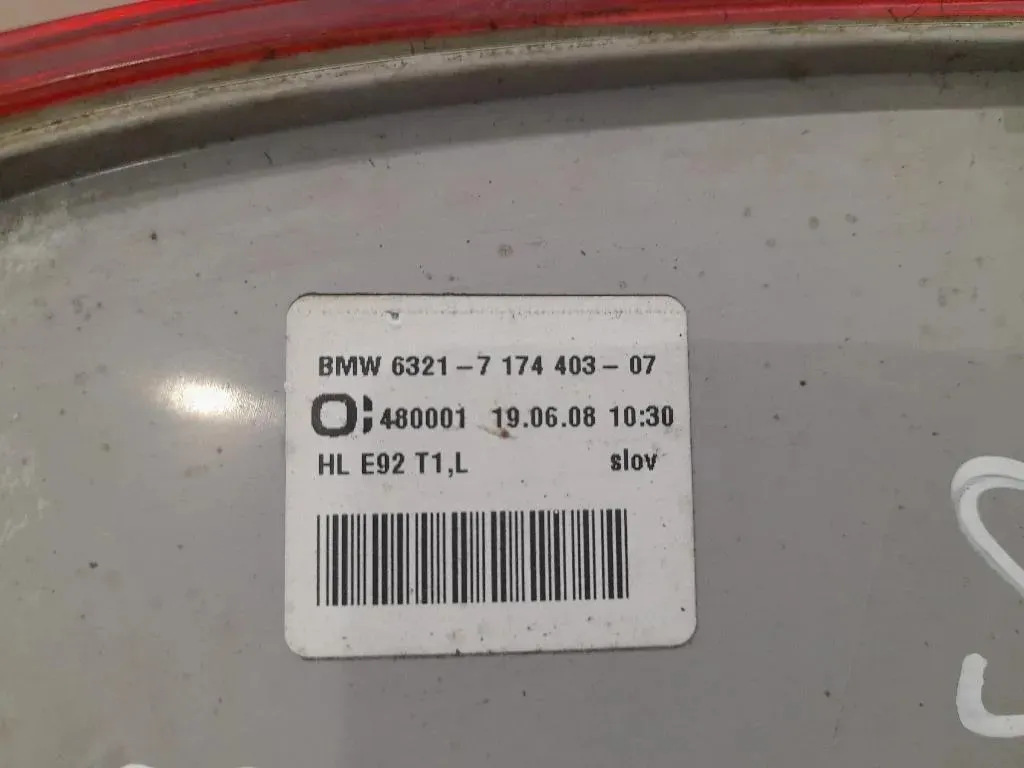 BMW 6321-7 174 403-07
480001 19.06.08 10:30
HL E92 T1,L slov